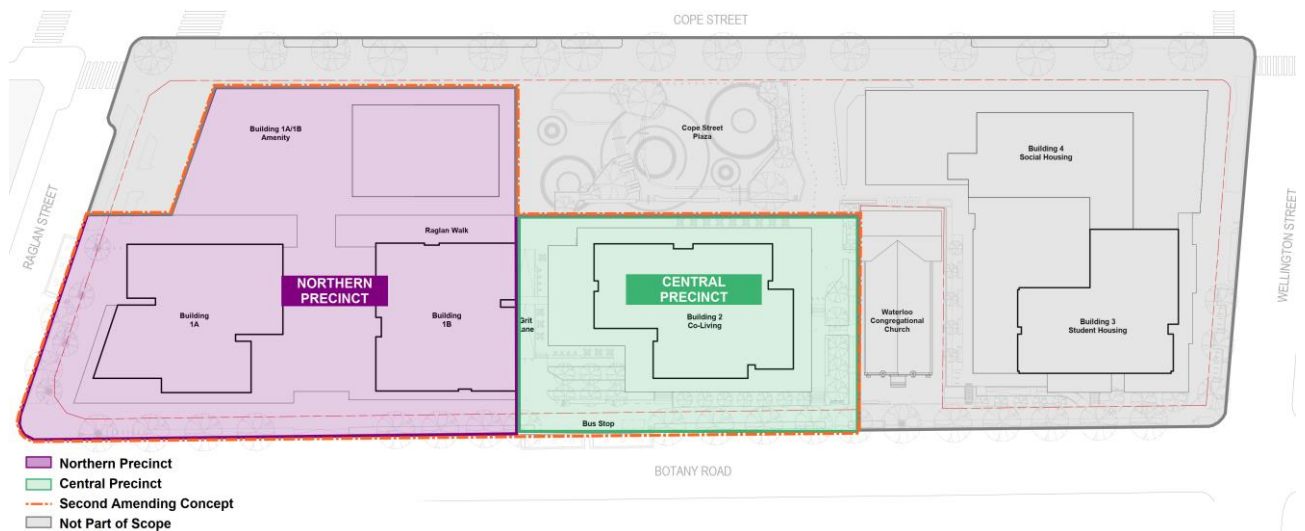 COPE STREET
Building 1A/1B
Amenity
Cope Street
Plaza
Building 4
Social Housing
RAGLAN STREET
WELLINGTON STREET
Raglan Walk
NORTHERN
PRECINCT
CENTRAL
PRECINCT
Building
1A
Building
1B
Grit
Lane
Building 2
Co-Living
Waterloo
Congregational
Church
Building 3
Student Housing
Bus Stop
BOTANY ROAD
Northern Precinct
Central Precinct
Second Amending Concept
Not Part of Scope